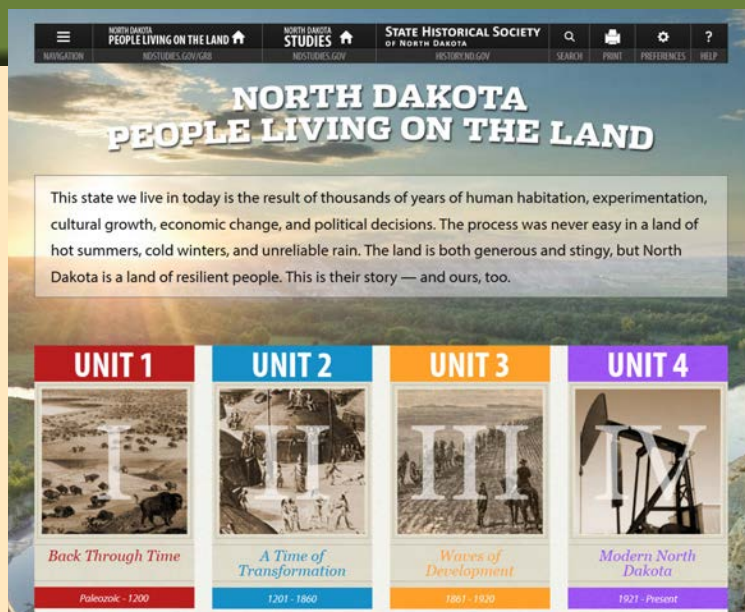 NORTH DAKOTA
PEOPLE LIVING ON THE LAND
NAVIGATION
NDSTUDIES.GOV/GR8
NORTH DAKOTA
STUDIES
NDSTUDIES.GOV
STATE HISTORICAL SOCIETY
OF NORTH DAKOTA
HISTORY.ND.GOV
SEARCH
PRINT
PREFERENCES
?
HELP
NORTH DAKOTA
PEOPLE LIVING ON THE LAND
This state we live in today is the result of thousands of years of human habitation, experimentation,
cultural growth, economic change, and political decisions. The process was never easy in a land of
hot summers, cold winters, and unreliable rain. The land is both generous and stingy, but North
Dakota is a land of resilient people. This is their story — and ours, too.
UNIT 1
I
Back Through Time
Paleozoic - 1200
UNIT 2
II
A Time of
Transformation
1201 - 1860
UNIT 3
III
Waves of
Development
1861 - 1920
UNIT 4
IV
Modern North
Dakota
1921 - Present